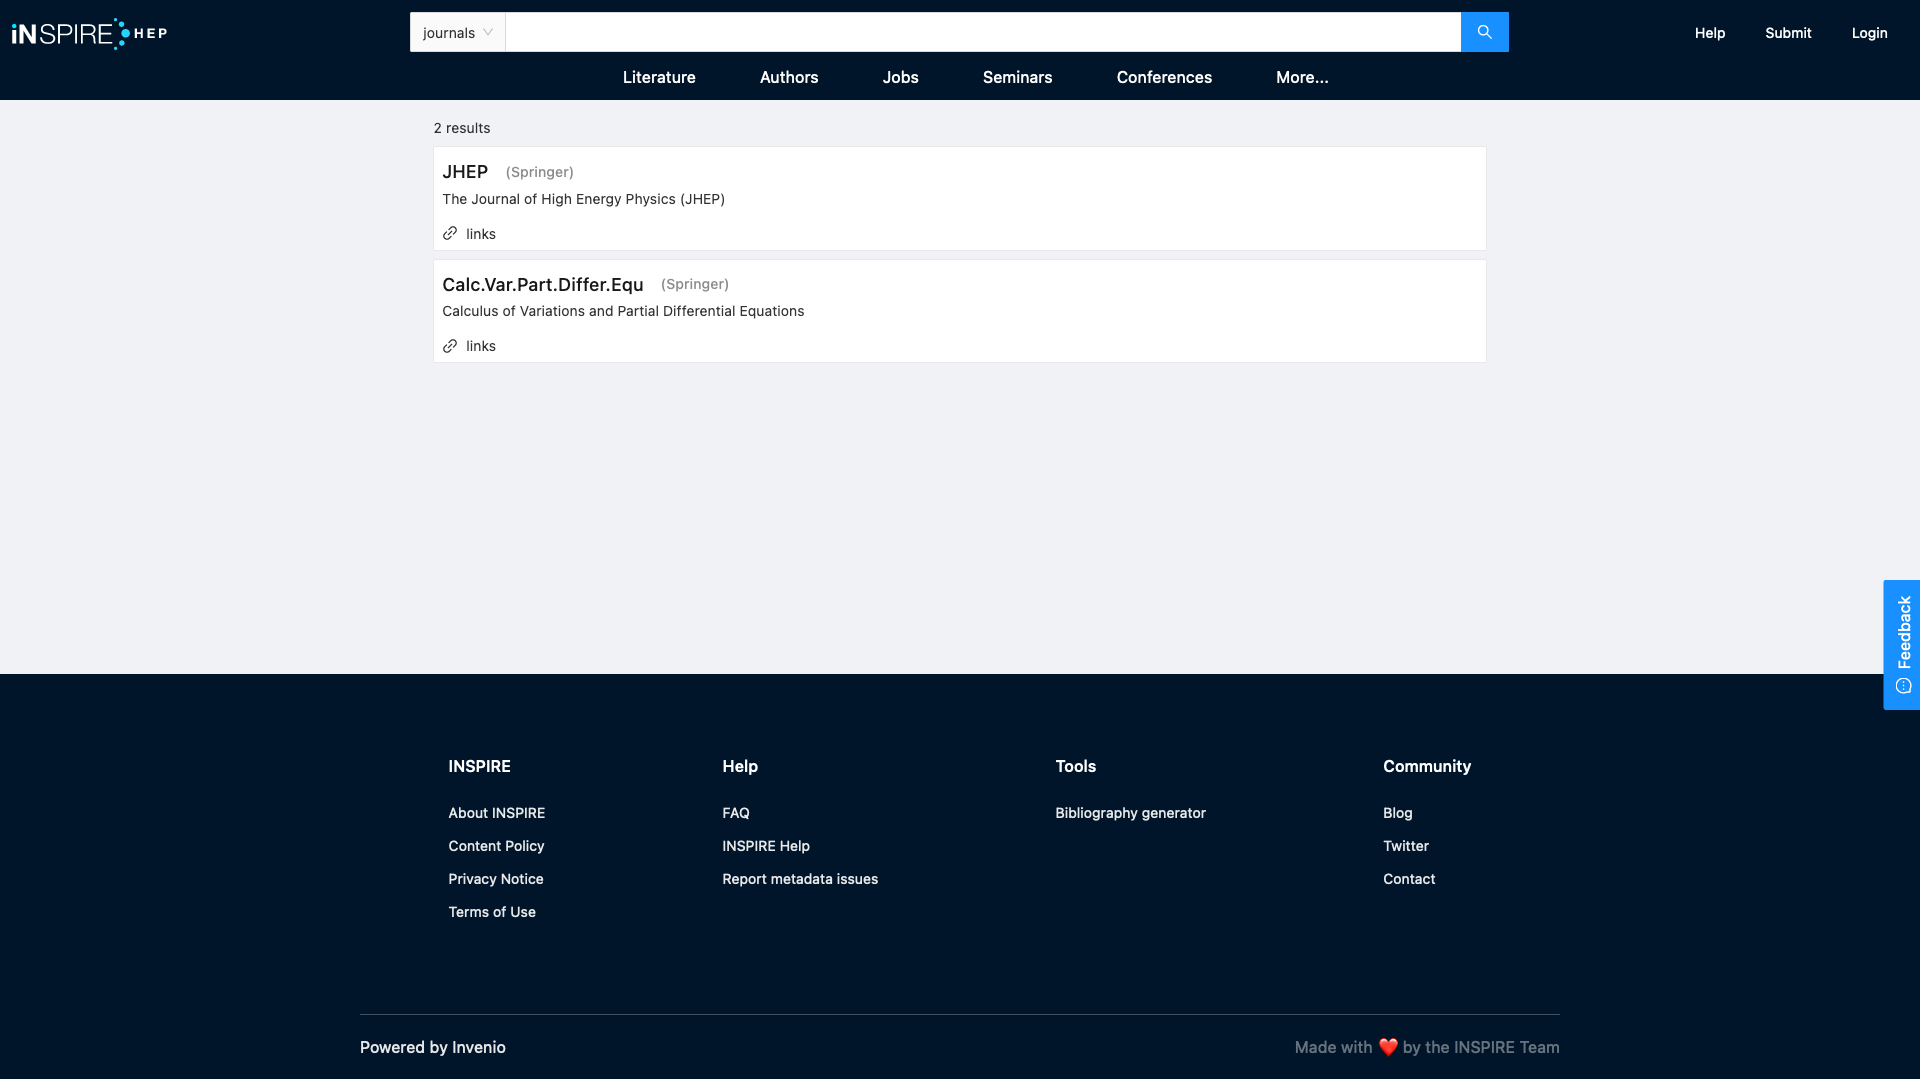 iNSPIRE HEP
journals
Help
Submit
Login
Literature
Authors
Jobs
Seminars
Conferences
More...
2 results
JHEP (Springer)
The Journal of High Energy Physics (JHEP)
links
Calc.Var.Part.Differ.Equ (Springer)
Calculus of Variations and Partial Differential Equations
links
Feedback
INSPIRE
About INSPIRE
Content Policy
Privacy Notice
Terms of Use
Help
FAQ
INSPIRE Help
Report metadata issues
Tools
Bibliography generator
Community
Blog
Twitter
Contact
Powered by Invenio
Made with ❤️ by the INSPIRE Team